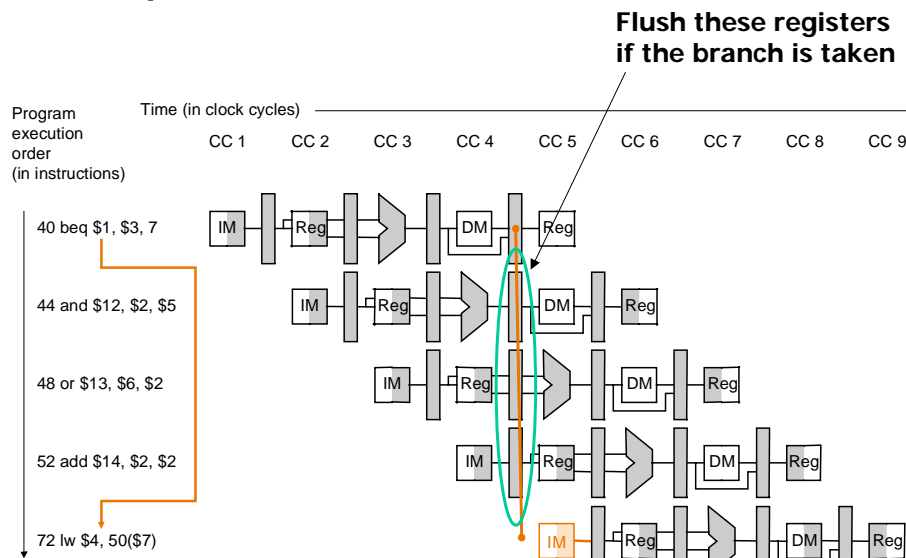 Flush these registers
if the branch is taken
Program
execution
order
(in instructions)
Time (in clock cycles)
CC 1 CC 2 CC 3 CC 4 CC 5 CC 6 CC 7 CC 8 CC 9
40 beq $1, $3, 7
IM Reg DM Reg
44 and $12, $2, $5
IM Reg DM Reg
48 or $13, $6, $2
IM Reg DM Reg
52 add $14, $2, $2
IM Reg DM Reg
72 lw $4, 50($7)
IM Reg DM Reg